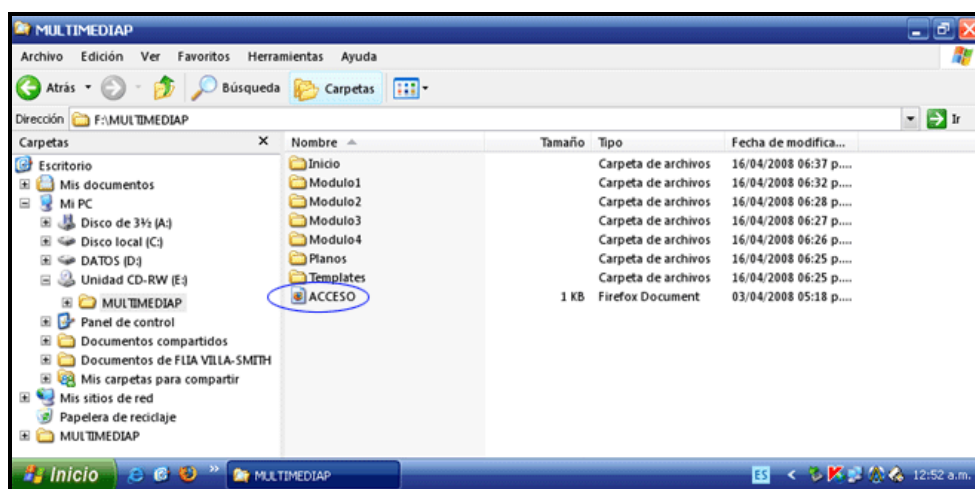 MULTIMEDIAP
Archivo Edición Ver Favoritos Herramientas Ayuda
Atrás Búsqueda Carpetas
Dirección F:\MULTIMEDIAP Ir
Carpetas X Nombre Tamaño Tipo Fecha de modifica...
Escritorio
Mis documentos
Mi PC
Disco de 3½ (A:)
Disco local (C:)
DATOS (D:)
Unidad CD-RW (E:)
MULTIMEDIAP
Panel de control
Documentos compartidos
Documentos de FLIA VILLA-SMITH
Mis carpetas para compartir
Mis sitios de red
Papelera de reciclaje
MULTIMEDIAP
Inicio Carpeta de archivos 16/04/2008 06:37 p....
Modulo1 Carpeta de archivos 16/04/2008 06:32 p....
Modulo2 Carpeta de archivos 16/04/2008 06:28 p....
Modulo3 Carpeta de archivos 16/04/2008 06:27 p....
Modulo4 Carpeta de archivos 16/04/2008 06:26 p....
Planos Carpeta de archivos 16/04/2008 06:25 p....
Templates Carpeta de archivos 16/04/2008 06:25 p....
ACCESO 1 KB Firefox Document 03/04/2008 05:18 p....
Inicio MULTIMEDIAP ES 12:52 a.m.